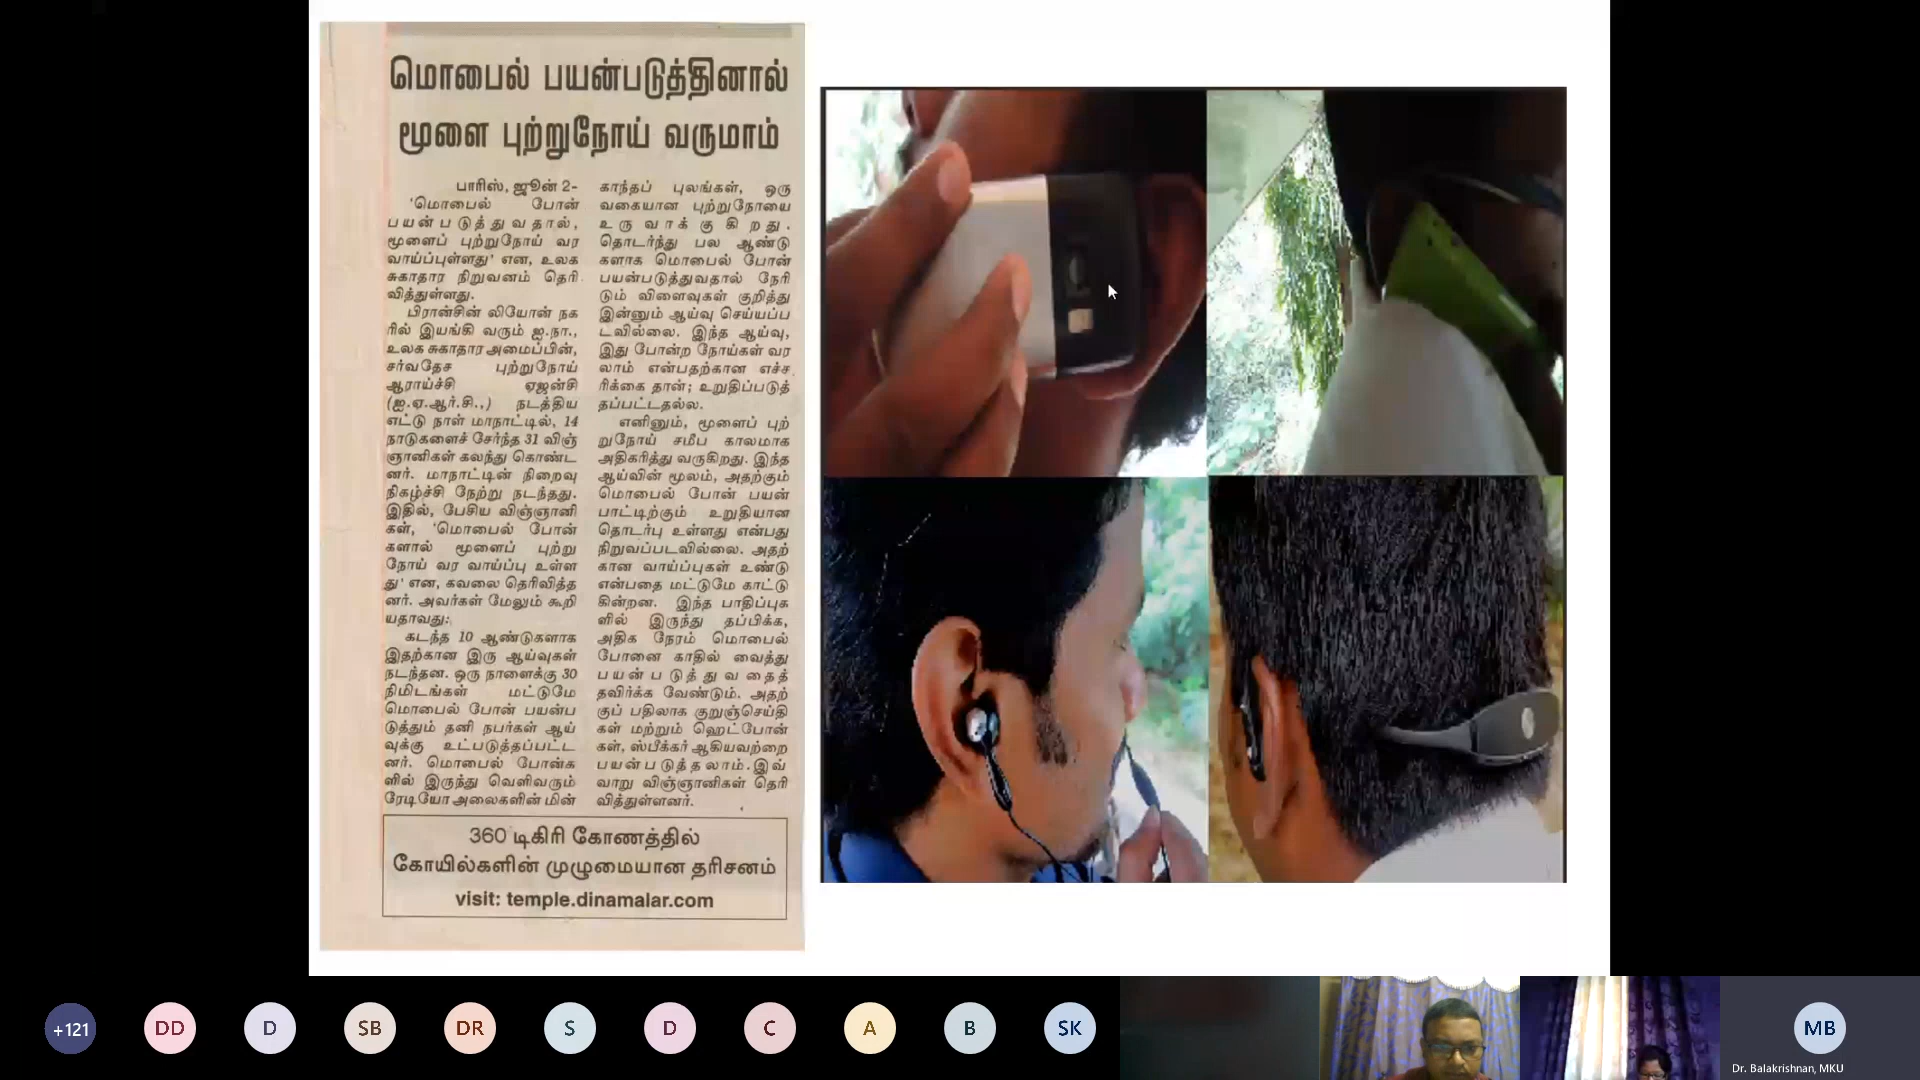 மொபைல் பயன்படுத்தினால்
மூளை புற்றுநோய் வருமாம்
பாரிஸ், ஜூன் 2-
'மொபைல் போன்
பயன்படுத்துவதால்,
மூளைப் புற்றுநோய் வர
வாய்ப்புள்ளது' என, உலக
சுகாதார நிறுவனம் தெரி
வித்துள்ளது.
பிரான்சின் லியோன் நக
ரில் இயங்கி வரும் ஐ.நா.,
உலக சுகாதார அமைப்பின்,
சர்வதேச புற்றுநோய்
ஆராய்ச்சி ஏஜன்சி
(ஐ.ஏ.ஆர்.சி.,) நடத்திய
எட்டு நாள் மாநாட்டில், 14
நாடுகளைச் சேர்ந்த 31 விஞ்
ஞானிகள் கலந்து கொண்ட
னர். மாநாட்டின் நிறைவு
நிகழ்ச்சி நேற்று நடந்தது.
இதில், பேசிய விஞ்ஞானி
கள், 'மொபைல் போன்
களால் மூளைப் புற்று
நோய் வர வாய்ப்பு உள்ள
து' என, கவலை தெரிவித்த
னர். அவர்கள் மேலும் கூறி
யதாவது:
கடந்த 10 ஆண்டுகளாக
இதற்கான இரு ஆய்வுகள்
நடந்தன. ஒரு நாளைக்கு 30
நிமிடங்கள் மட்டுமே
மொபைல் போன் பயன்ப
டுத்தும் தனி நபர்கள் ஆய்
வுக்கு உட்படுத்தப்பட்ட
னர். மொபைல் போன்க
ளில் இருந்து வெளிவரும்
ரேடியோ அலைகளின் மின்
காந்தப் புலங்கள், ஒரு
வகையான புற்றுநோயை
உருவாக்குகிறது.
தொடர்ந்து பல ஆண்டு
களாக மொபைல் போன்
பயன்படுத்துவதால் நேரி
டும் விளைவுகள் குறித்து
இன்னும் ஆய்வு செய்யப்ப
டவில்லை. இந்த ஆய்வு,
இது போன்ற நோய்கள் வர
லாம் என்பதற்கான எச்ச
ரிக்கை தான்; உறுதிப்படுத்
தப்பட்டதல்ல.
எனினும், மூளைப் புற்
றுநோய் சமீப காலமாக
அதிகரித்து வருகிறது. இந்த
ஆய்வின் மூலம், அதற்கும்
மொபைல் போன் பயன்
பாட்டிற்கும் உறுதியான
தொடர்பு உள்ளது என்பது
நிறுவப்படவில்லை. அதற்
கான வாய்ப்புகள் உண்டு
என்பதை மட்டுமே காட்டு
கின்றன. இந்த பாதிப்புக
ளில் இருந்து தப்பிக்க,
அதிக நேரம் மொபைல்
போனை காதில் வைத்து
பயன்படுத்துவதைத்
தவிர்க்க வேண்டும். அதற்
குப் பதிலாக குறுஞ்செய்தி
கள் மற்றும் ஹெட்போன்
கள், ஸ்பீக்கர் ஆகியவற்றை
பயன்படுத்தலாம். இவ்
வாறு விஞ்ஞானிகள் தெரி
வித்துள்ளனர்.
360 டிகிரி கோணத்தில்
கோயில்களின் முழுமையான தரிசனம்
visit: temple.dinamalar.com
+121 DD D SB DR S D C A B SK MB
Dr. Balakrishnan, MKU